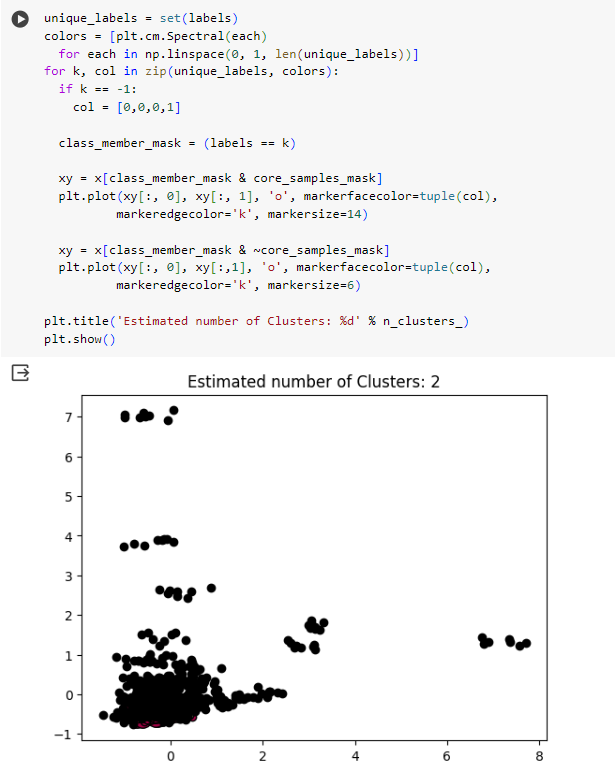 unique_labels = set(labels)
colors = [plt.cm.Spectral(each)
  for each in np.linspace(0, 1, len(unique_labels))]
for k, col in zip(unique_labels, colors):
  if k == -1:
    col = [0,0,0,1]
  class_member_mask = (labels == k)
  xy = x[class_member_mask & core_samples_mask]
  plt.plot(xy[:, 0], xy[:, 1], 'o', markerfacecolor=tuple(col),
          markeredgecolor='k', markersize=14)
  xy = x[class_member_mask & ~core_samples_mask]
  plt.plot(xy[:, 0], xy[:,1], 'o', markerfacecolor=tuple(col),
          markeredgecolor='k', markersize=6)
plt.title('Estimated number of Clusters: %d' % n_clusters_)
plt.show()
Estimated number of Clusters: 2
7
6
5
4
3
2
1
0
−1
0 2 4 6 8